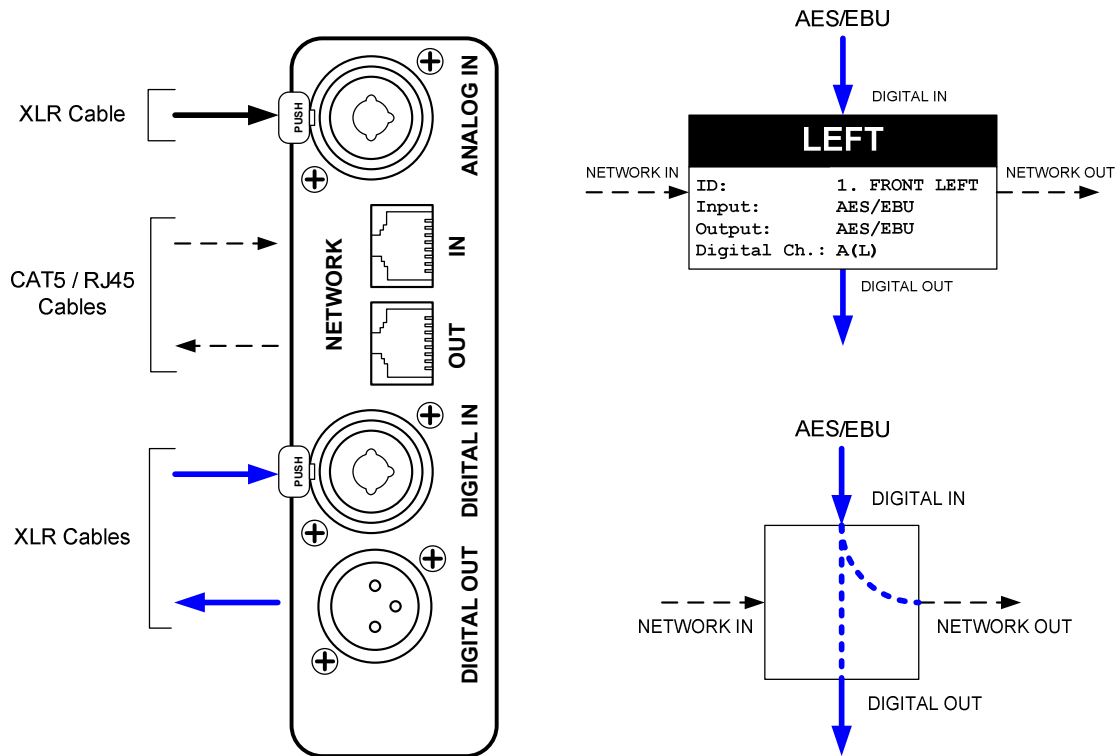 XLR Cable
CAT5 / RJ45
Cables
XLR Cables
PUSH
ANALOG IN
NETWORK
IN
OUT
PUSH
DIGITAL IN
DIGITAL OUT
AES/EBU
DIGITAL IN
LEFT
NETWORK IN
NETWORK OUT
ID: 1. FRONT LEFT
Input: AES/EBU
Output: AES/EBU
Digital Ch.: A(L)
DIGITAL OUT
AES/EBU
DIGITAL IN
NETWORK IN
NETWORK OUT
DIGITAL OUT